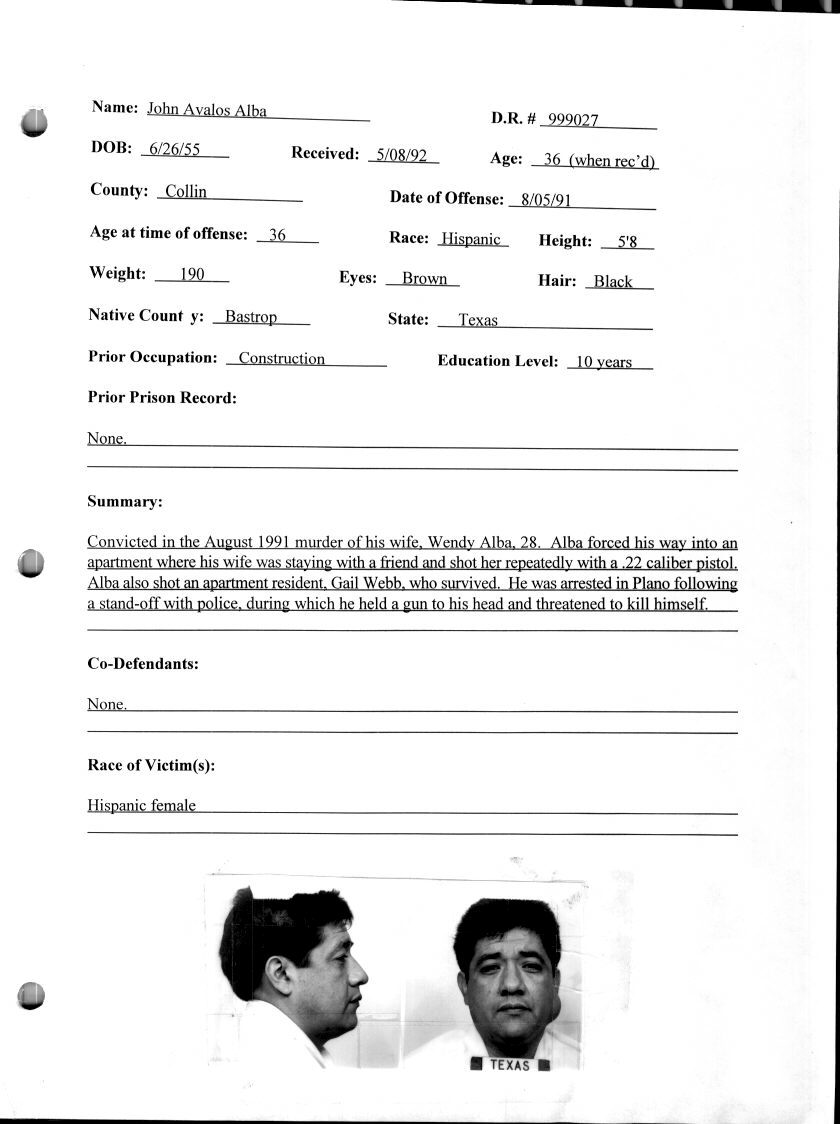 Name: John Avalos Alba D.R. # 999027
DOB: 6/26/55 Received: 5/08/92 Age: 36 (when rec'd)
County: Collin Date of Offense: 8/05/91
Age at time of offense: 36 Race: Hispanic Height: 5'8
Weight: 190 Eyes: Brown Hair: Black
Native Count y: Bastrop State: Texas
Prior Occupation: Construction Education Level: 10 years
Prior Prison Record:
None.
Summary:
Convicted in the August 1991 murder of his wife, Wendy Alba, 28. Alba forced his way into an
apartment where his wife was staying with a friend and shot her repeatedly with a .22 caliber pistol.
Alba also shot an apartment resident, Gail Webb, who survived. He was arrested in Plano following
a stand-off with police, during which he held a gun to his head and threatened to kill himself.
Co-Defendants:
None.
Race of Victim(s):
Hispanic female
TEXAS